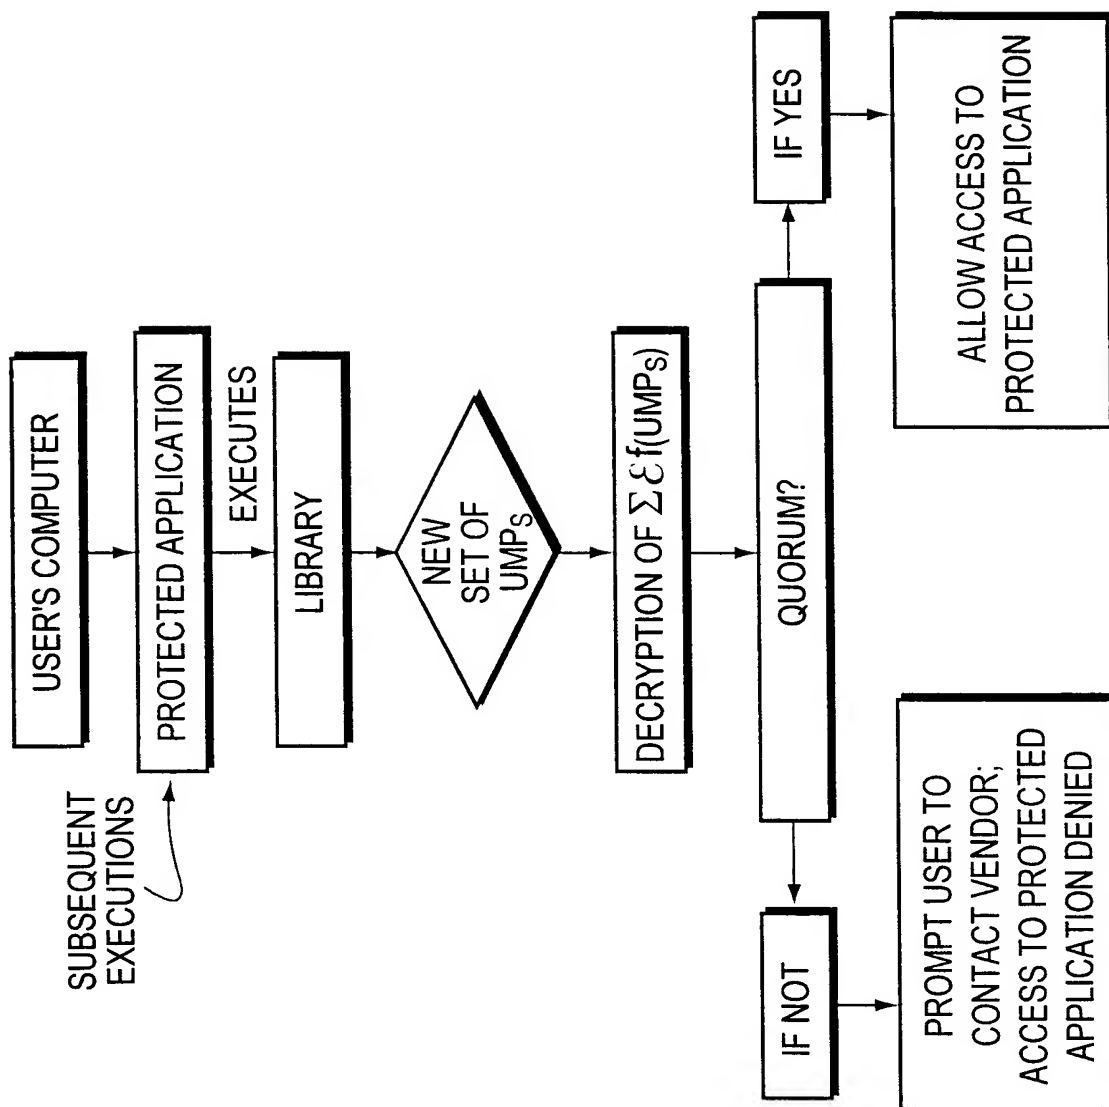 USER'S COMPUTER
SUBSEQUENT
EXECUTIONS
PROTECTED APPLICATION
EXECUTES
LIBRARY
NEW
SET OF
UMPS
DECRYPTION OF Σ ℰ f(UMPS)
QUORUM?
IF NOT
IF YES
PROMPT USER TO
CONTACT VENDOR;
ACCESS TO PROTECTED
APPLICATION DENIED
ALLOW ACCESS TO
PROTECTED APPLICATION